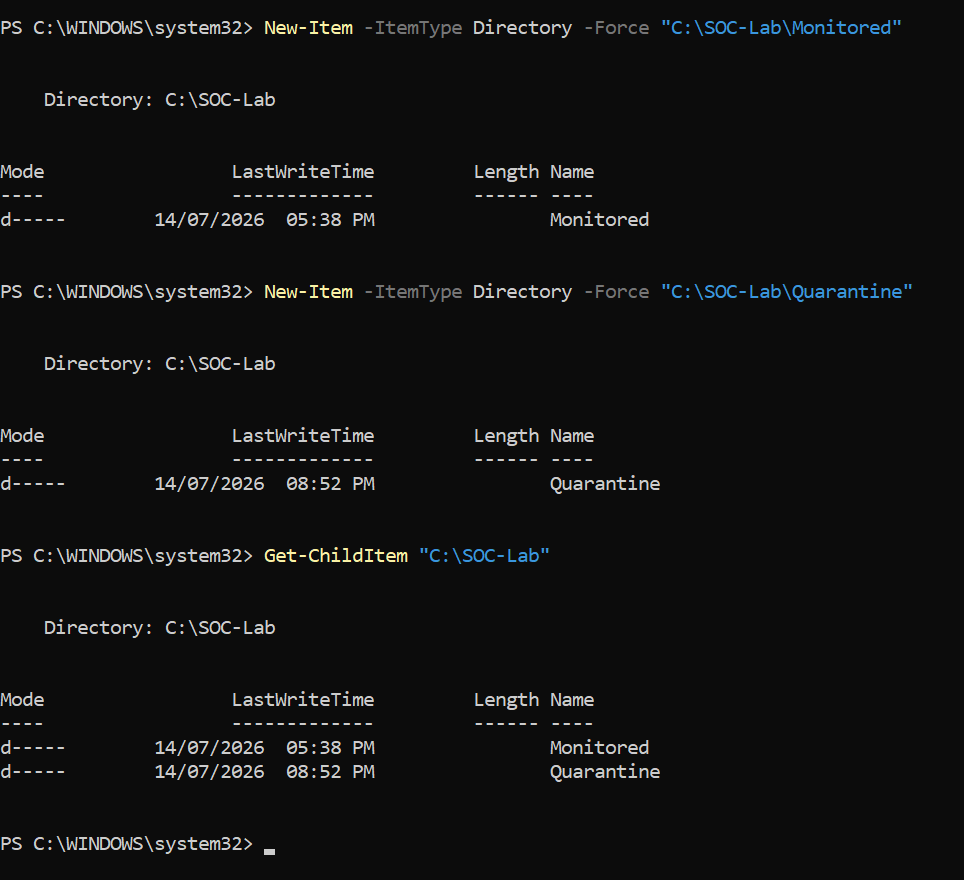 PS C:\WINDOWS\system32> New-Item -ItemType Directory -Force "C:\SOC-Lab\Monitored"
    Directory: C:\SOC-Lab
Mode                 LastWriteTime         Length Name
----                 -------------         ------ ----
d-----        14/07/2026  05:38 PM                Monitored
PS C:\WINDOWS\system32> New-Item -ItemType Directory -Force "C:\SOC-Lab\Quarantine"
    Directory: C:\SOC-Lab
Mode                 LastWriteTime         Length Name
----                 -------------         ------ ----
d-----        14/07/2026  08:52 PM                Quarantine
PS C:\WINDOWS\system32> Get-ChildItem "C:\SOC-Lab"
    Directory: C:\SOC-Lab
Mode                 LastWriteTime         Length Name
----                 -------------         ------ ----
d-----        14/07/2026  05:38 PM                Monitored
d-----        14/07/2026  08:52 PM                Quarantine
PS C:\WINDOWS\system32>